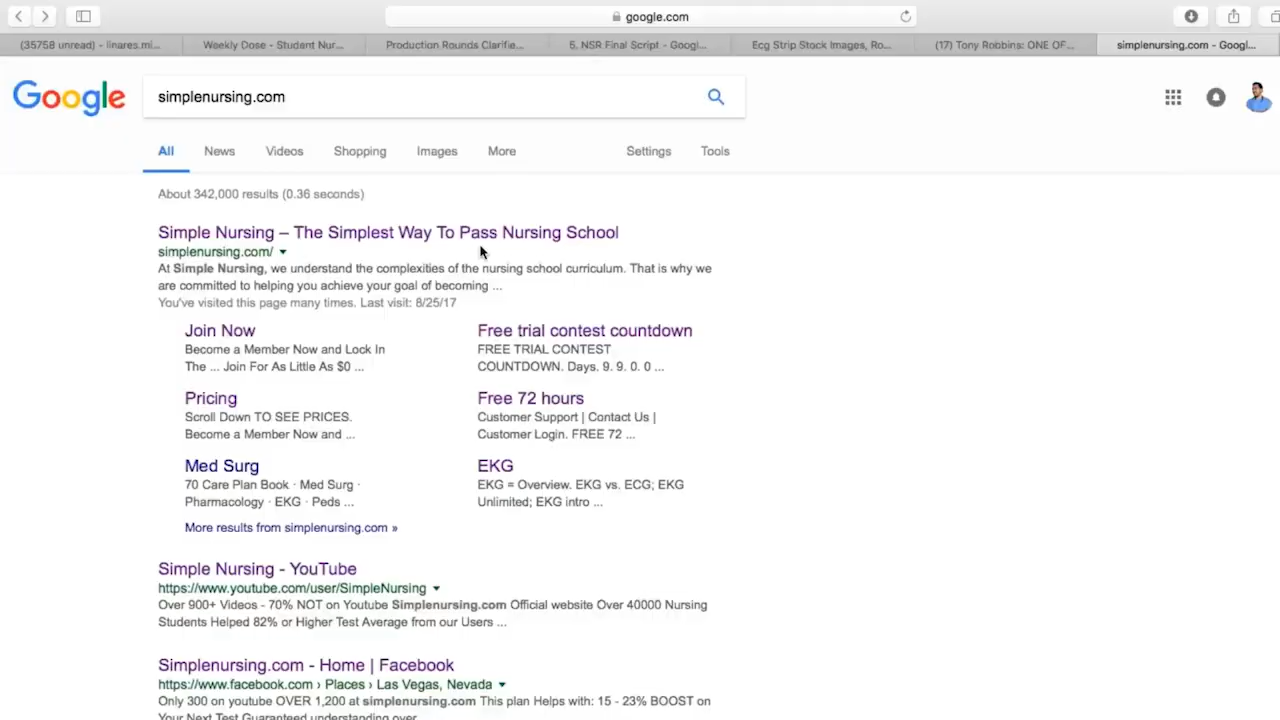 google.com
(35758 unread) - linares.mi...
Weekly Dose - Student Nur...
Production Rounds Clarifie...
5. NSR Final Script - Googl...
Ecg Strip Stock Images, Ro...
(17) Tony Robbins: ONE OF...
simplenursing.com - Googl...
Google
simplenursing.com
All News Videos Shopping Images More Settings Tools
About 342,000 results (0.36 seconds)
Simple Nursing – The Simplest Way To Pass Nursing School
simplenursing.com/
At Simple Nursing, we understand the complexities of the nursing school curriculum. That is why we
are committed to helping you achieve your goal of becoming ...
You've visited this page many times. Last visit: 8/25/17
Join Now
Become a Member Now and Lock In
The ... Join For As Little As $0 ...
Free trial contest countdown
FREE TRIAL CONTEST
COUNTDOWN. Days. 9. 9. 0. 0 ...
Pricing
Scroll Down TO SEE PRICES.
Become a Member Now and ...
Free 72 hours
Customer Support | Contact Us |
Customer Login. FREE 72 ...
Med Surg
70 Care Plan Book · Med Surg ·
Pharmacology · EKG · Peds ...
EKG
EKG = Overview. EKG vs. ECG; EKG
Unlimited; EKG intro ...
More results from simplenursing.com »
Simple Nursing - YouTube
https://www.youtube.com/user/SimpleNursing
Over 900+ Videos - 70% NOT on Youtube Simplenursing.com Official website Over 40000 Nursing
Students Helped 82% or Higher Test Average from our Users ...
Simplenursing.com - Home | Facebook
https://www.facebook.com › Places › Las Vegas, Nevada
Only 300 on youtube OVER 1,200 at simplenursing.com This plan Helps with: 15 - 23% BOOST on
Your Next Test Guaranteed understanding over